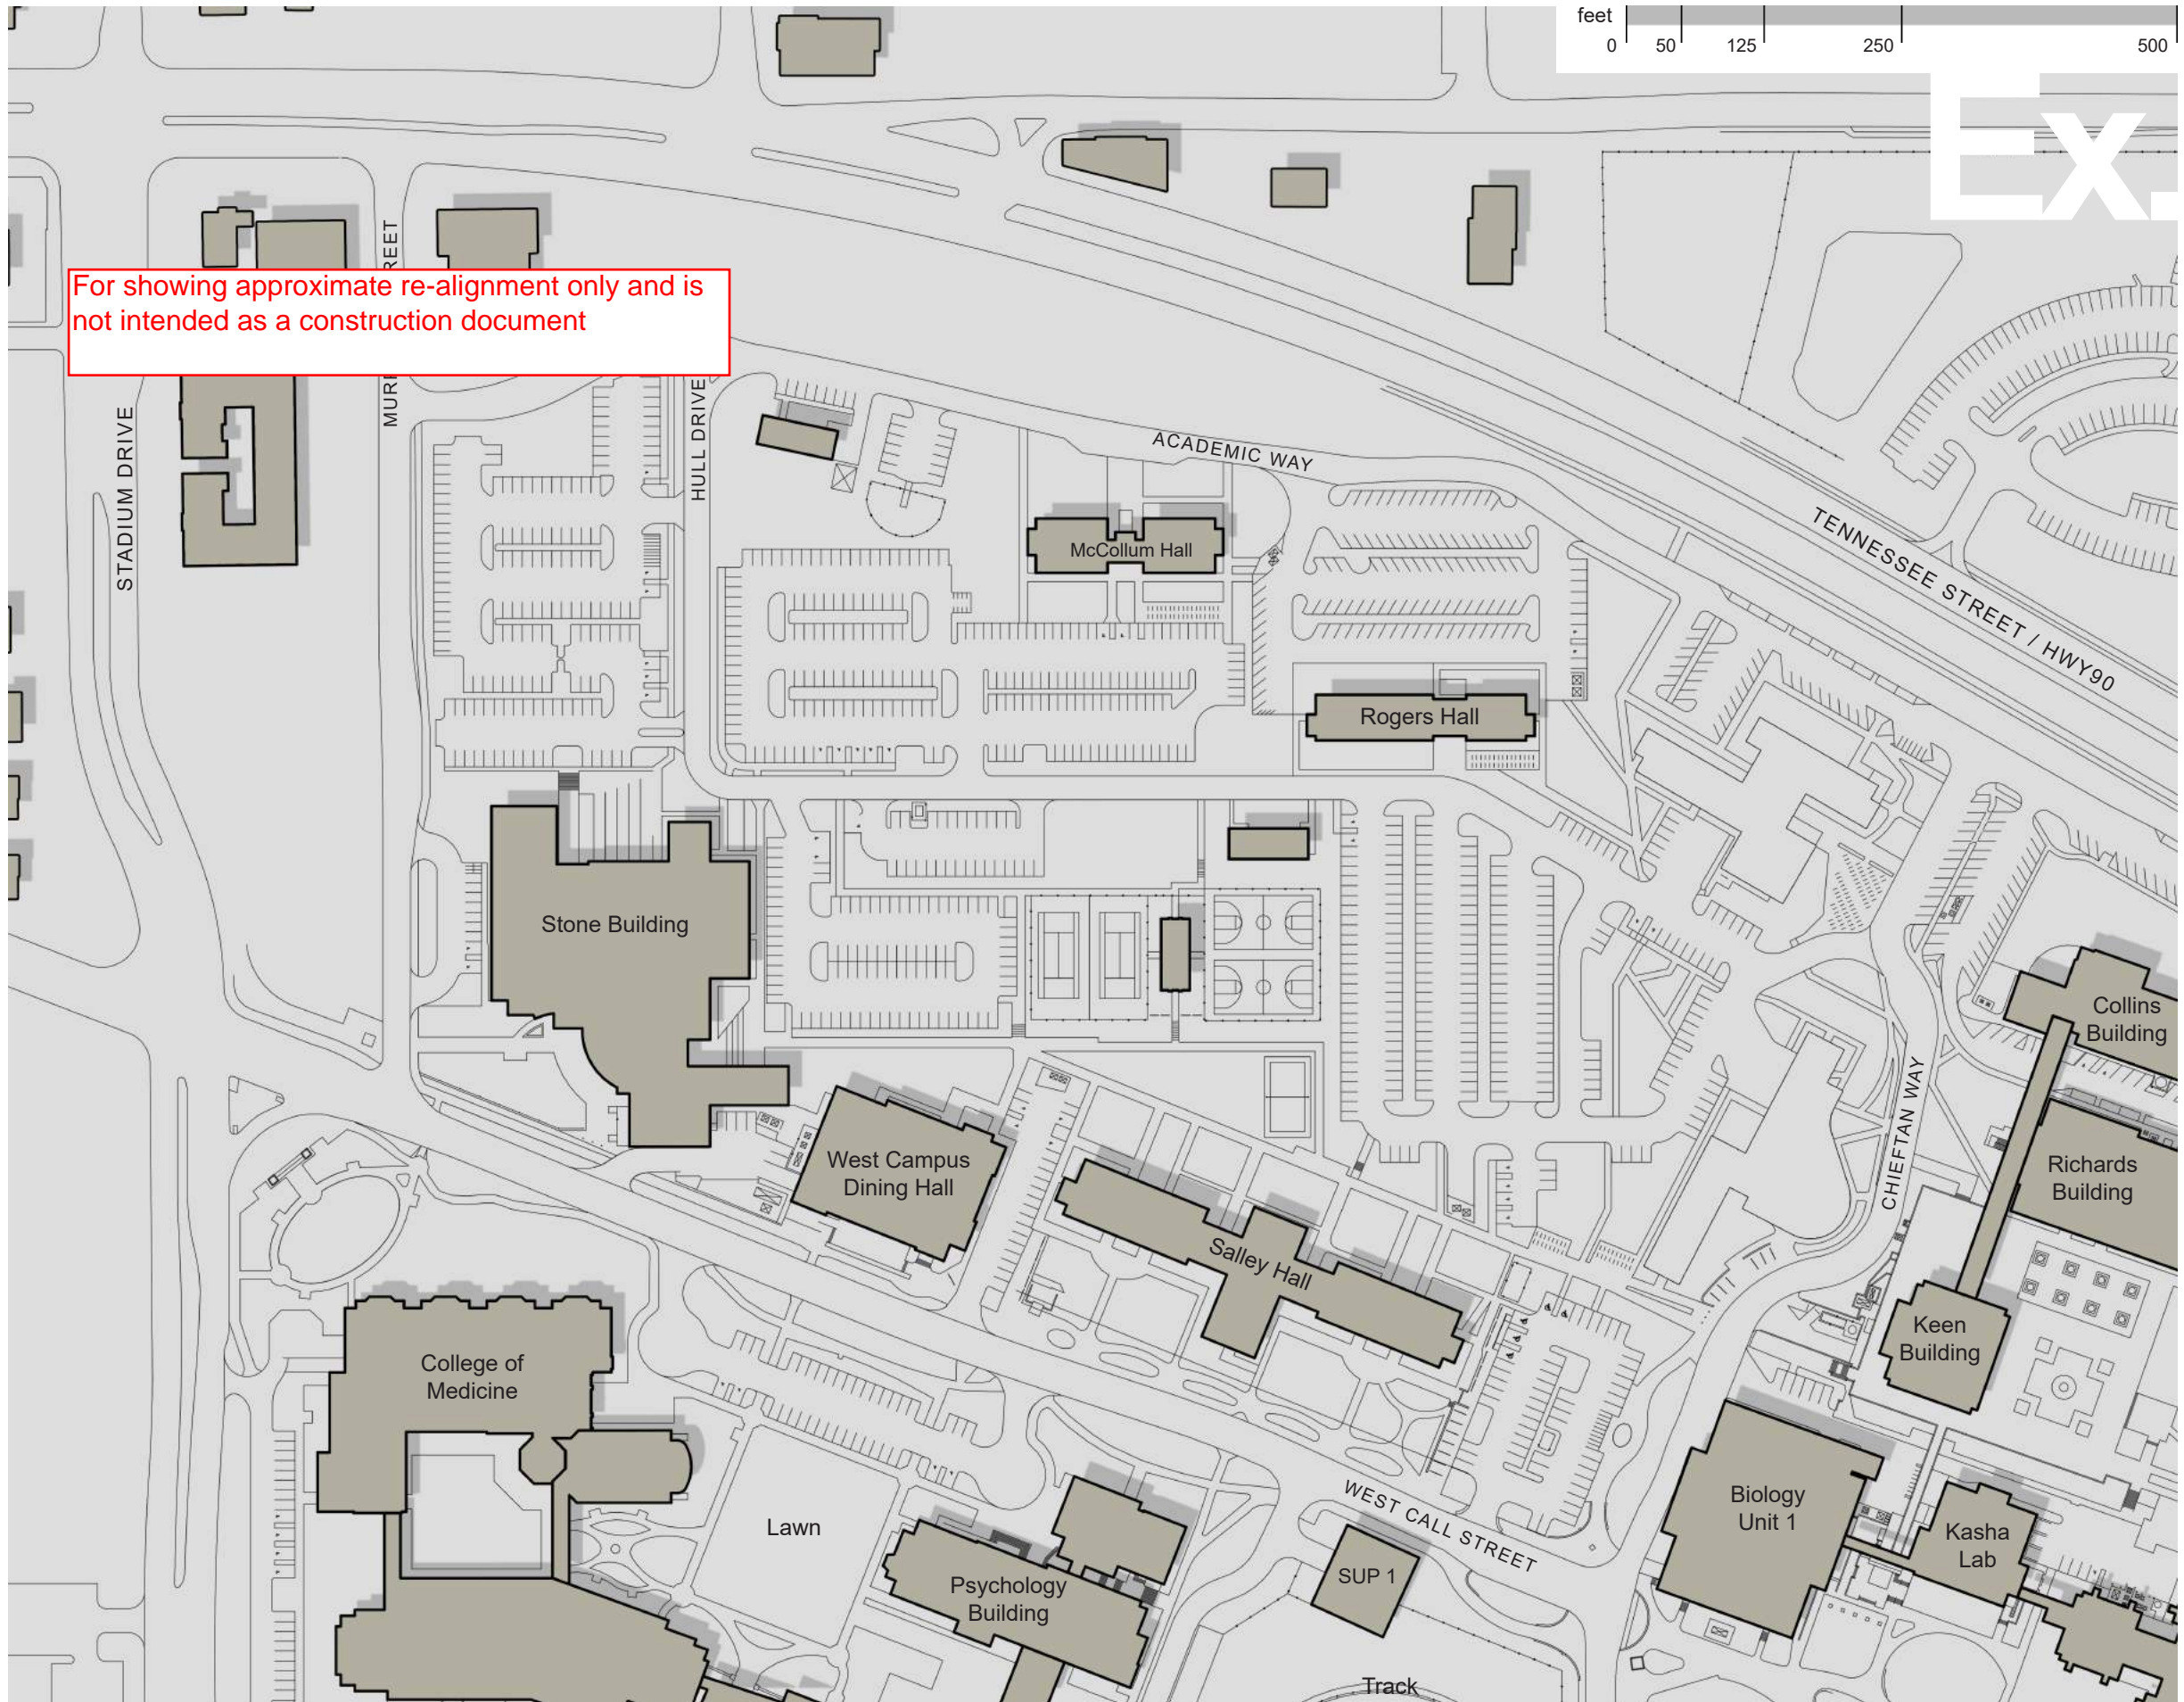 feet
0 50 125 250 500
Ex.
For showing approximate re-alignment only and is
not intended as a construction document
STADIUM DRIVE
HULL DRIVE
ACADEMIC WAY
McCollum Hall
TENNESSEE STREET / HWY90
Rogers Hall
Stone Building
Collins
Building
CHIEFTAN WAY
West Campus
Dining Hall
Richards
Building
Salley Hall
Keen
Building
College of
Medicine
WEST CALL STREET
Biology
Unit 1
Lawn
Kasha
Lab
SUP 1
Psychology
Building
Track